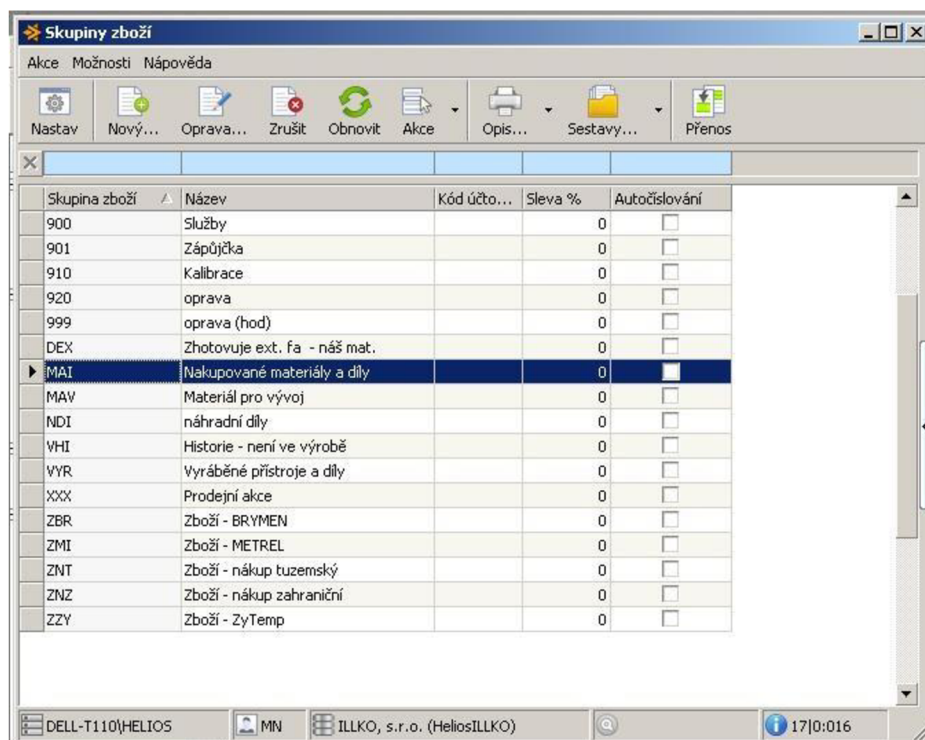 Skupiny zboží
Akce Možnosti Nápověda
Nastav Nový... Oprava... Zrušit Obnovit Akce Opis... Sestavy... Přenos
Skupina zboží Název Kód účto... Sleva % Autočíslování
900 Služby 0
901 Zápůjčka 0
910 Kalibrace 0
920 oprava 0
999 oprava (hod) 0
DEX Zhotovuje ext. fa - náš mat. 0
MAI Nakupované materiály a díly 0
MAV Materiál pro vývoj 0
NDI náhradní díly 0
VHI Historie - není ve výrobě 0
VYR Vyráběné přístroje a díly 0
XXX Prodejní akce 0
ZBR Zboží - BRYMEN 0
ZMI Zboží - METREL 0
ZNT Zboží - nákup tuzemský 0
ZNZ Zboží - nákup zahraniční 0
ZZY Zboží - ZyTemp 0
DELL-T110\HELIOS MN ILLKO, s.r.o. (HeliosILLKO) 17|0:016